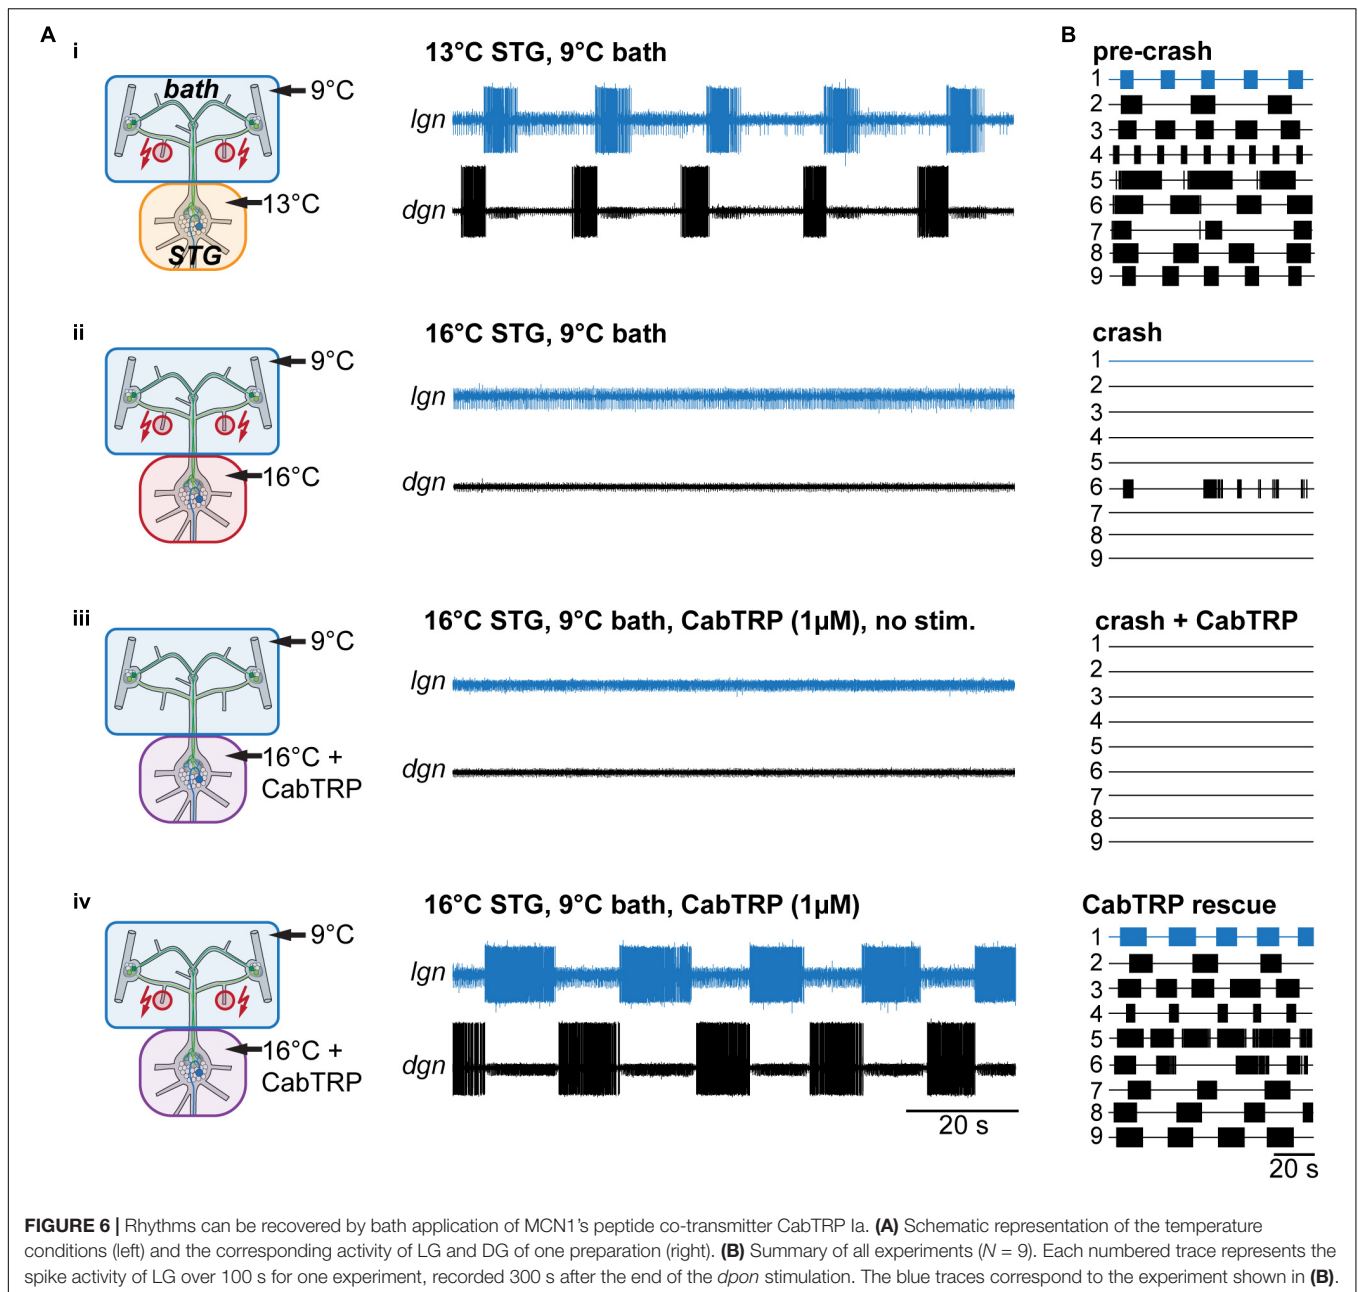 A
i
bath
9°C
13°C
STG
13°C STG, 9°C bath
lgn
dgn
B
pre-crash
1
2
3
4
5
6
7
8
9
ii
9°C
16°C
16°C STG, 9°C bath
lgn
dgn
crash
1
2
3
4
5
6
7
8
9
iii
9°C
16°C +
CabTRP
16°C STG, 9°C bath, CabTRP (1µM), no stim.
lgn
dgn
crash + CabTRP
1
2
3
4
5
6
7
8
9
iv
9°C
16°C +
CabTRP
16°C STG, 9°C bath, CabTRP (1µM)
lgn
dgn
20 s
CabTRP rescue
1
2
3
4
5
6
7
8
9
20 s
FIGURE 6 | Rhythms can be recovered by bath application of MCN1's peptide co-transmitter CabTRP Ia. (A) Schematic representation of the temperature
conditions (left) and the corresponding activity of LG and DG of one preparation (right). (B) Summary of all experiments (N = 9). Each numbered trace represents the
spike activity of LG over 100 s for one experiment, recorded 300 s after the end of the dpon stimulation. The blue traces correspond to the experiment shown in (B).